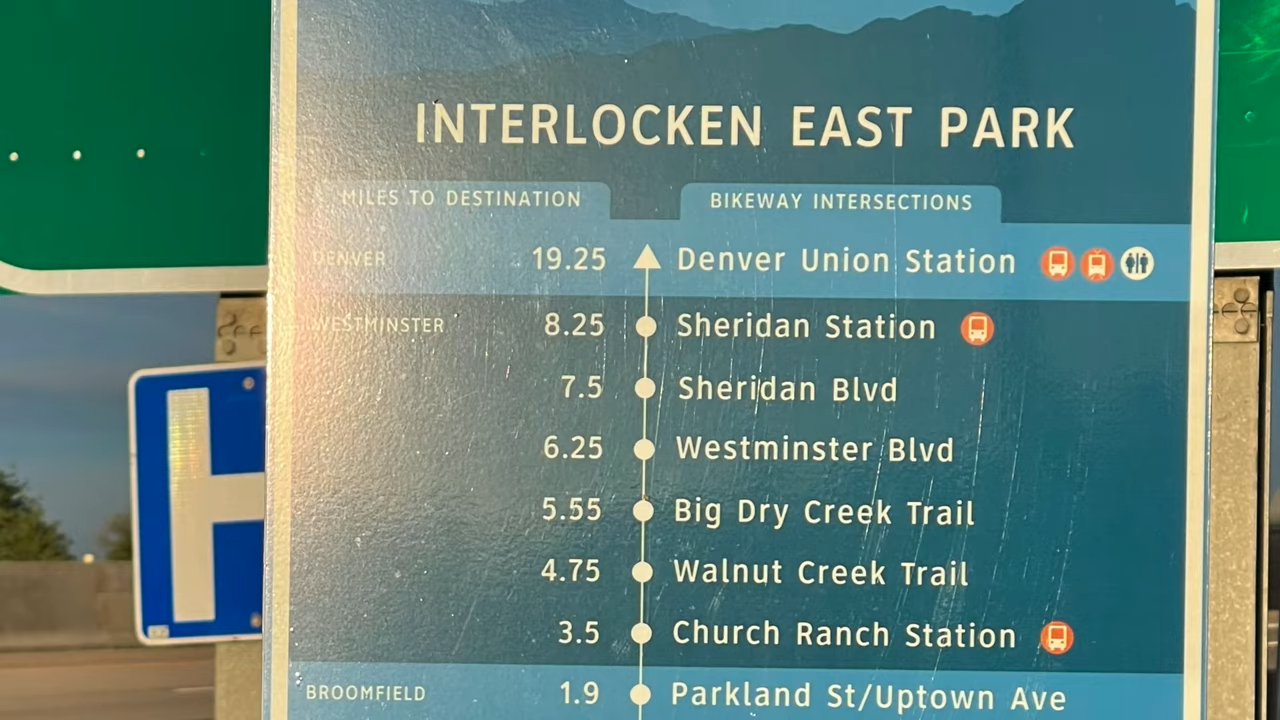 INTERLOCKEN EAST PARK
MILES TO DESTINATION BIKEWAY INTERSECTIONS
DENVER 19.25 Denver Union Station
WESTMINSTER 8.25 Sheridan Station
7.5 Sheridan Blvd
6.25 Westminster Blvd
5.55 Big Dry Creek Trail
4.75 Walnut Creek Trail
3.5 Church Ranch Station
BROOMFIELD 1.9 Parkland St/Uptown Ave
H